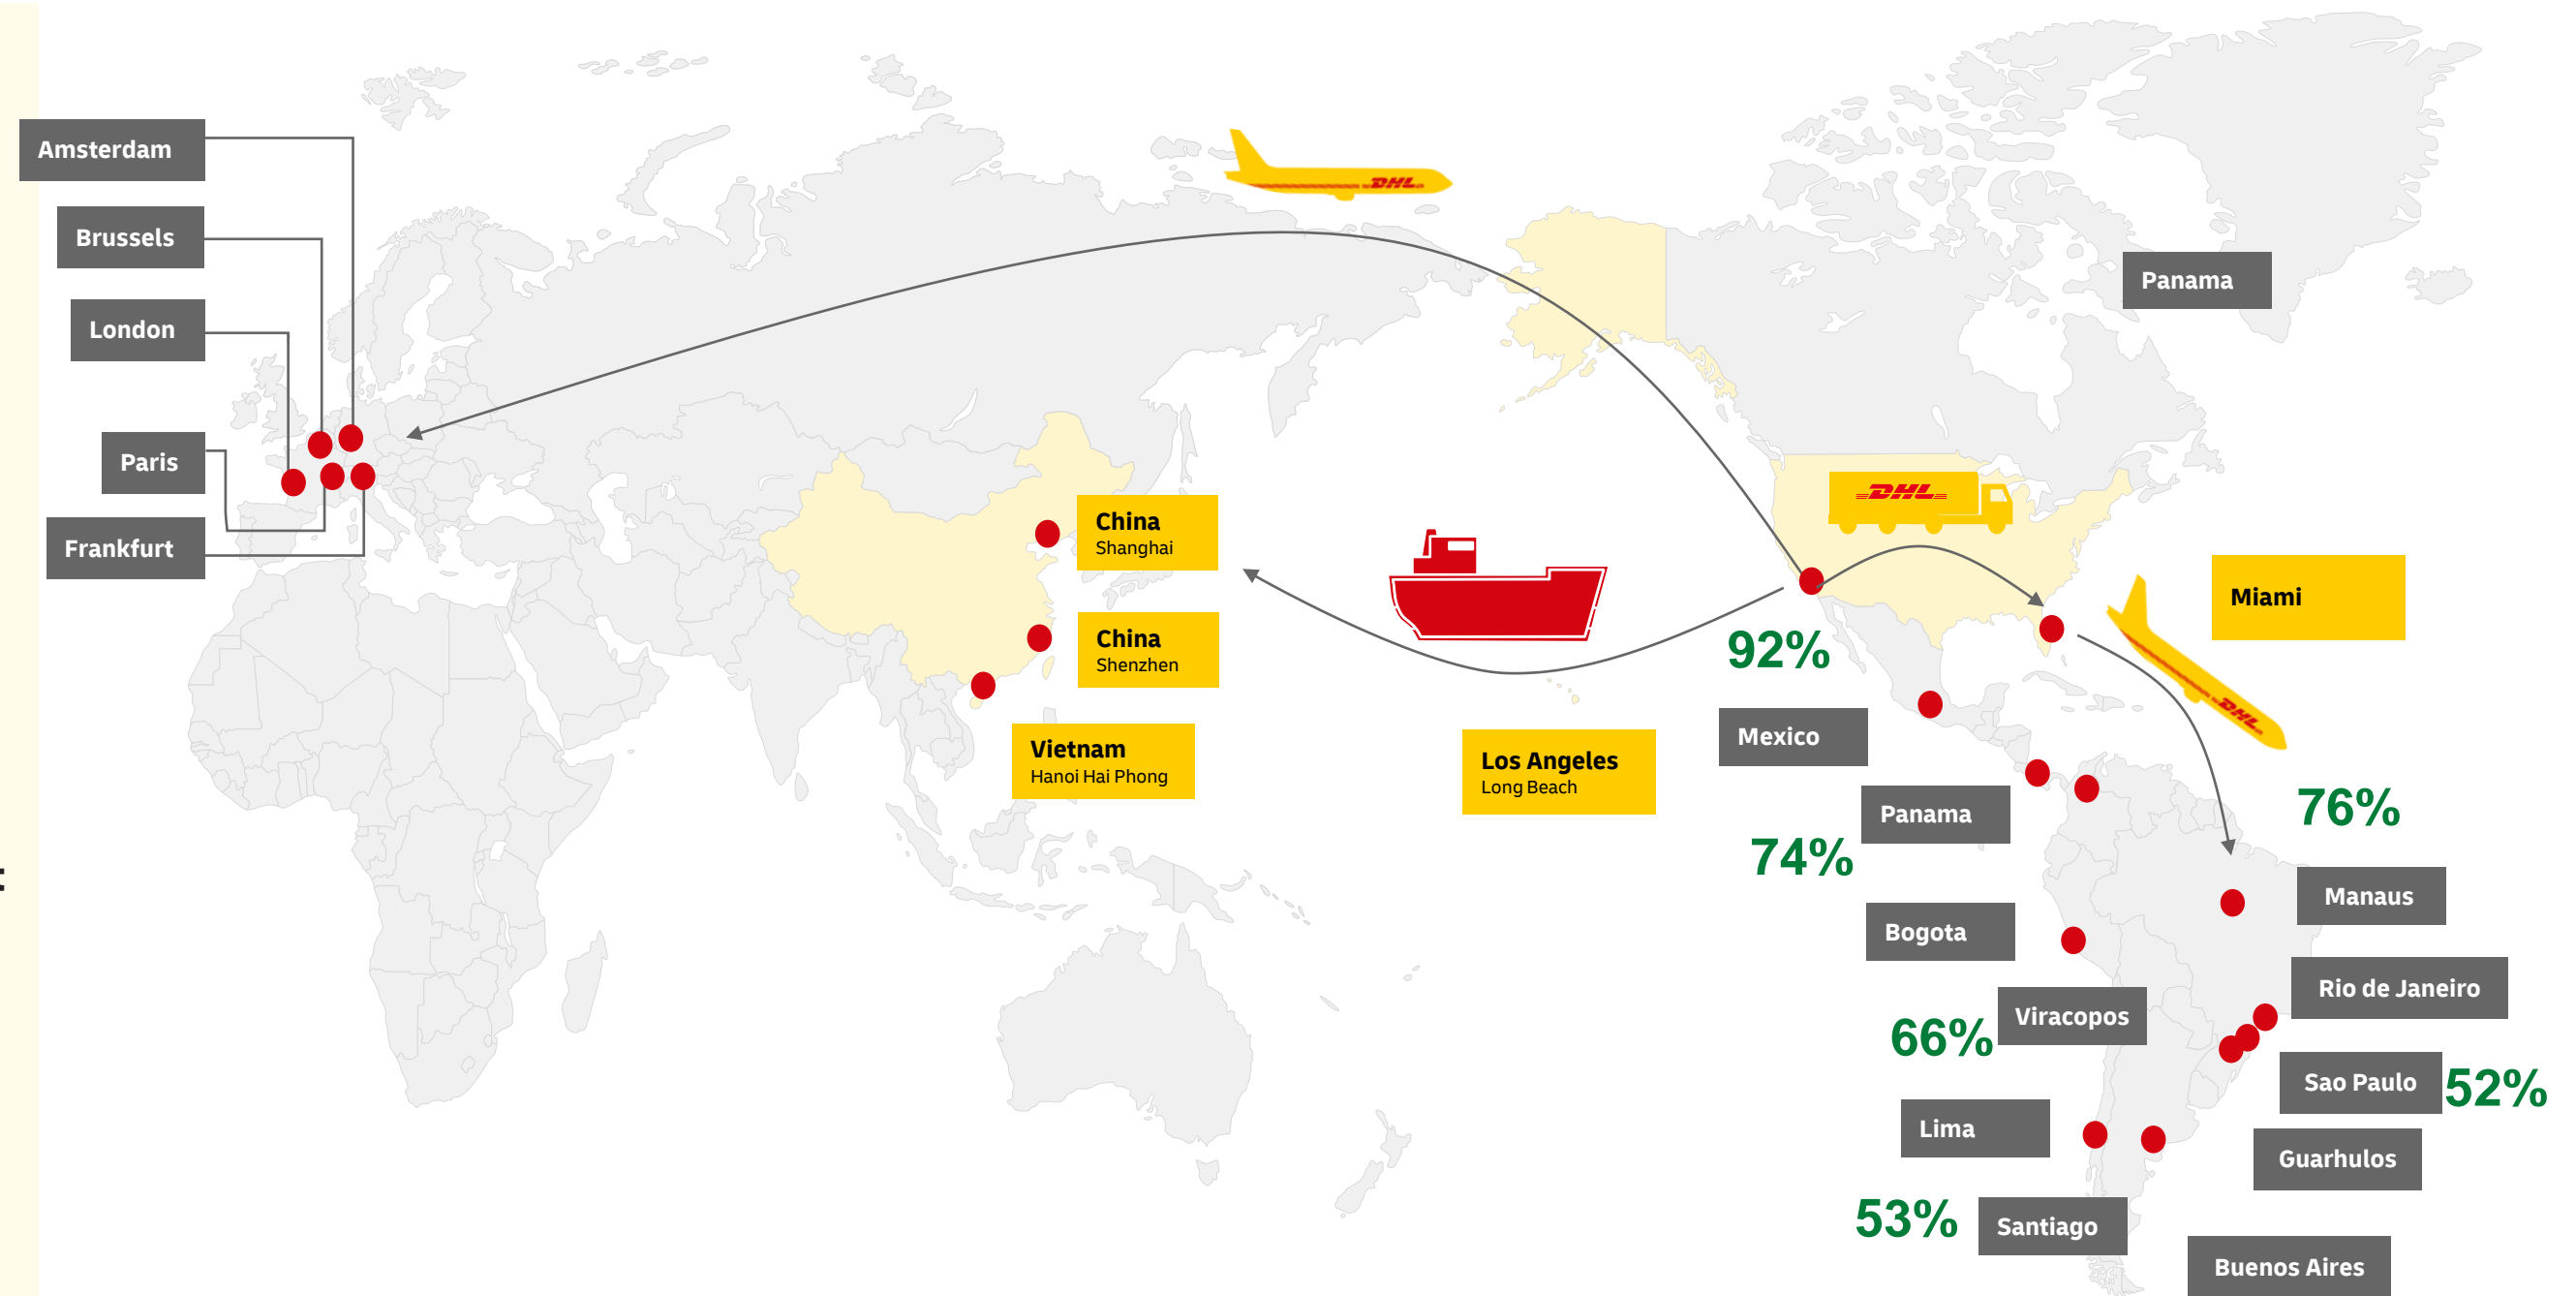 Amsterdam
Brussels
London
Paris
Frankfurt
DHL
Panama
DHL
China
Shanghai
China
Shenzhen
Vietnam
Hanoi Hai Phong
Los Angeles
Long Beach
Miami
DHL
92%
Mexico
Panama
74%
76%
Bogota
Manaus
Viracopos
66%
Rio de Janeiro
Sao Paulo
52%
Lima
Guarhulos
53%
Santiago
Buenos Aires